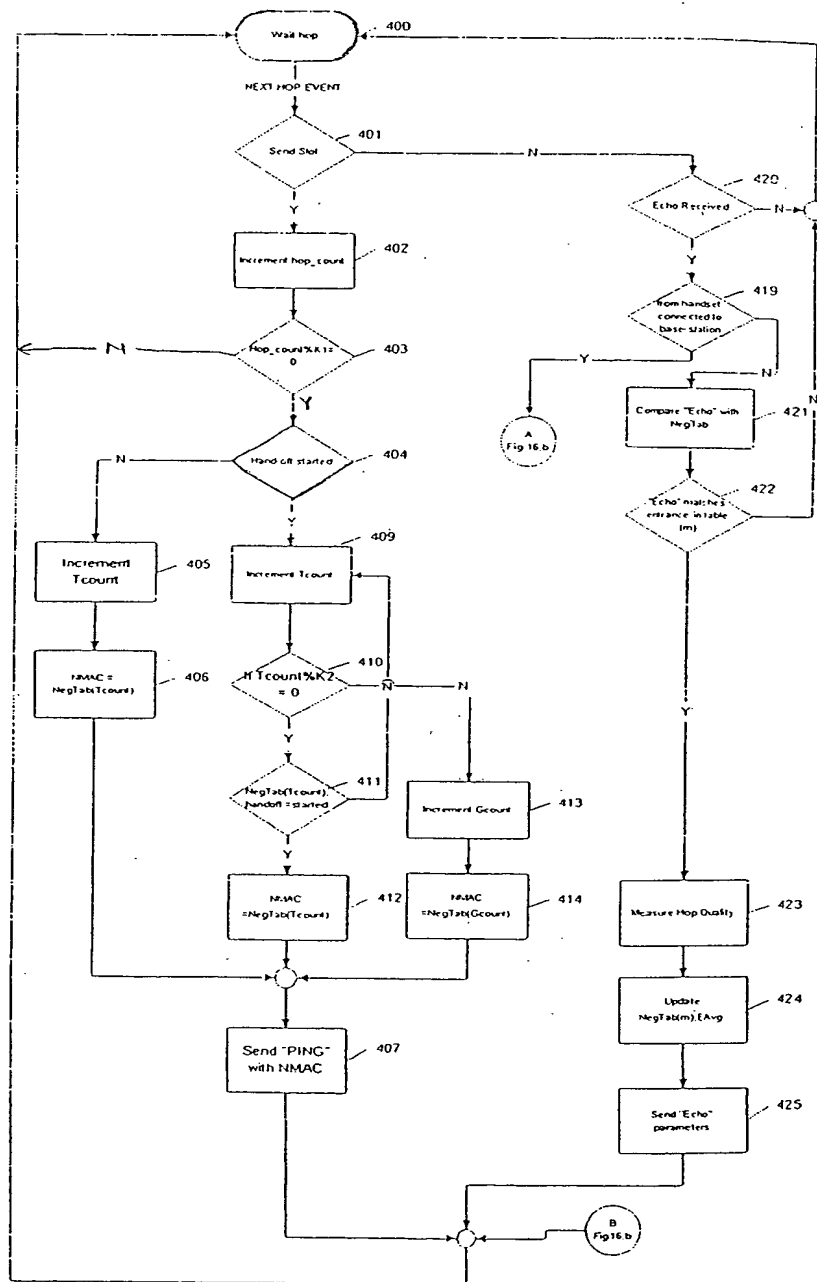 Wait hop
400
NEXT HOP EVENT
Send Slot
401
N
Y
Increment hop_count
402
Hop_count%K1=
0
403
N
Y
Hand-off started
404
N
Y
Increment
Tcount
405
NMAC =
NegTab(Tcount)
406
409
Increment Tcount
410
If Tcount%K2
= 0
N
N
Y
NegTab(Tcount).
handoff=started
411
Y
Increment Gcount
413
NMAC
=NegTab(Tcount)
412
NMAC
=NegTab(Gcount)
414
Send "PING"
with NMAC
407
420
Echo Received
N
Y
419
from handset
connected to
base-station
Y
N
A
Fig.16.b
Compare "Echo" with
NegTab
421
N
422
"Echo" matches
entrance in table
(m)
Y
Measure Hop Quality
423
Update
NegTab(m).EAvg
424
Send "Echo"
parameters
425
B
Fig.16.b